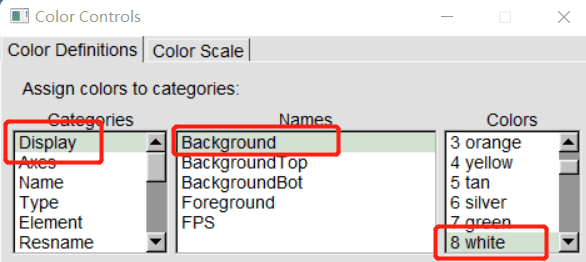 Color Controls
Color Definitions Color Scale
Assign colors to categories:
Categories Names Colors
Display Background 3 orange
Axes BackgroundTop 4 yellow
Name BackgroundBot 5 tan
Type Foreground 6 silver
Element FPS 7 green
Resname 8 white